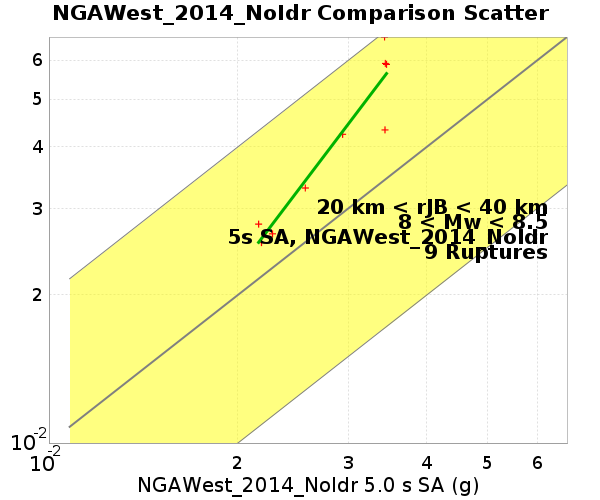 NGAWest_2014_NoIdr Comparison Scatter
6
5
4
3
2
10^-2
20 km < rJB < 40 km
8 < Mw < 8.5
5s SA, NGAWest_2014_NoIdr
9 Ruptures
10^-2
2
3
4
5
6
NGAWest_2014_NoIdr 5.0 s SA (g)